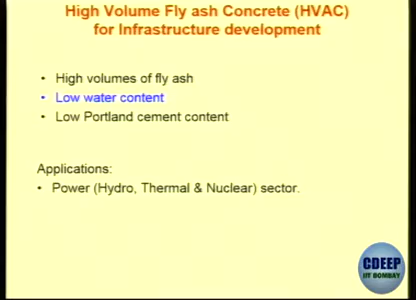 High Volume Fly ash Concrete (HVAC)
for Infrastructure development
• High volumes of fly ash
• Low water content
• Low Portland cement content
Applications:
• Power (Hydro, Thermal & Nuclear) sector.
CDEEP
IIT BOMBAY